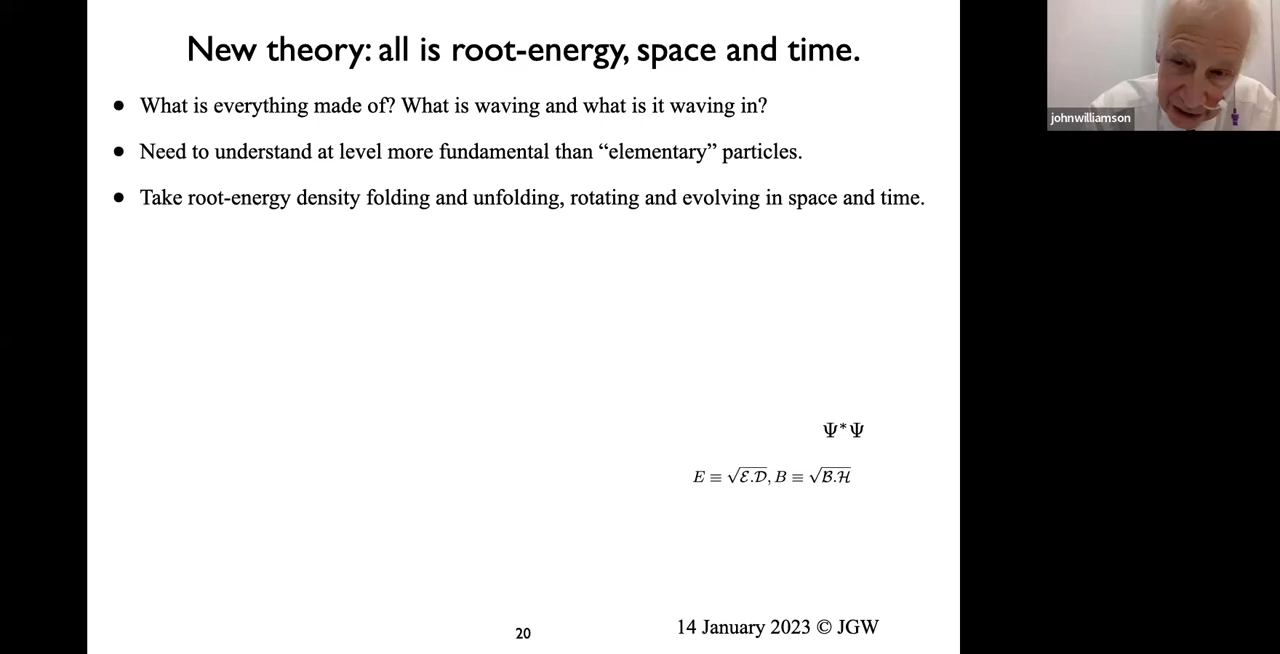 New theory: all is root-energy, space and time.
● What is everything made of? What is waving and what is it waving in?
● Need to understand at level more fundamental than “elementary” particles.
● Take root-energy density folding and unfolding, rotating and evolving in space and time.
Ψ*Ψ
E ≡ √ℰ.𝒟, B ≡ √ℬ.ℋ
20
14 January 2023 © JGW
johnwilliamson